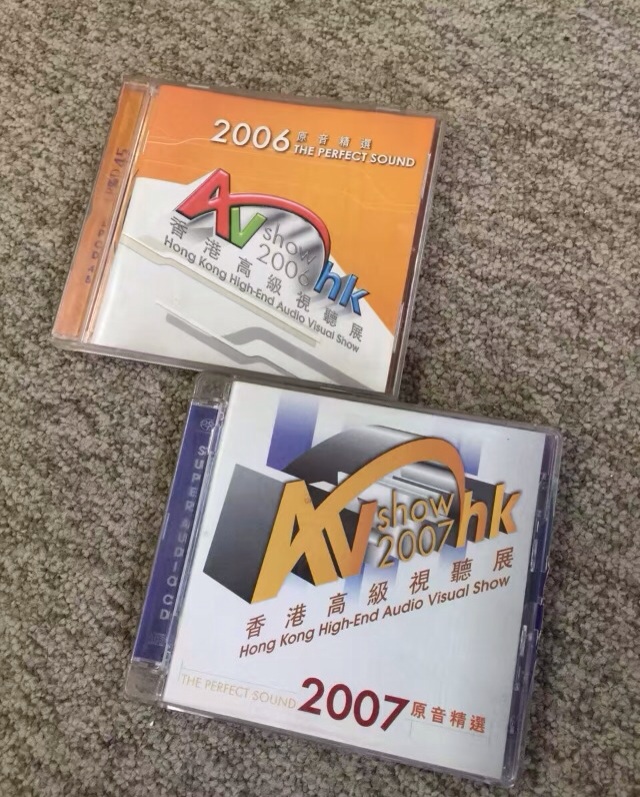 2006 原音精選
THE PERFECT SOUND
AV show 2006 hk
香港高級視聽展
Hong Kong High-End Audio Visual Show
SUPER AUDIO CD
AV show 2007 hk
香港高級視聽展
Hong Kong High-End Audio Visual Show
THE PERFECT SOUND 2007 原音精選